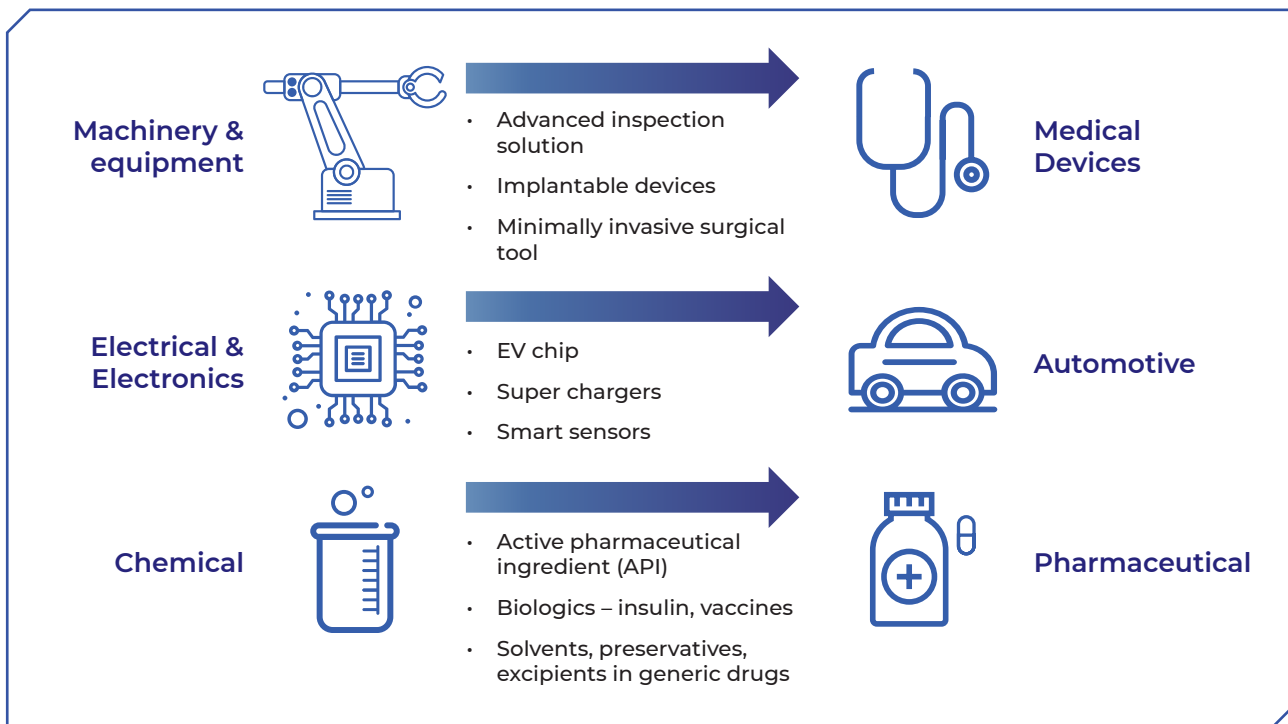 Machinery &
equipment
• Advanced inspection
solution
• Implantable devices
• Minimally invasive surgical
tool
Medical
Devices
Electrical &
Electronics
• EV chip
• Super chargers
• Smart sensors
Automotive
Chemical
• Active pharmaceutical
ingredient (API)
• Biologics – insulin, vaccines
• Solvents, preservatives,
excipients in generic drugs
Pharmaceutical